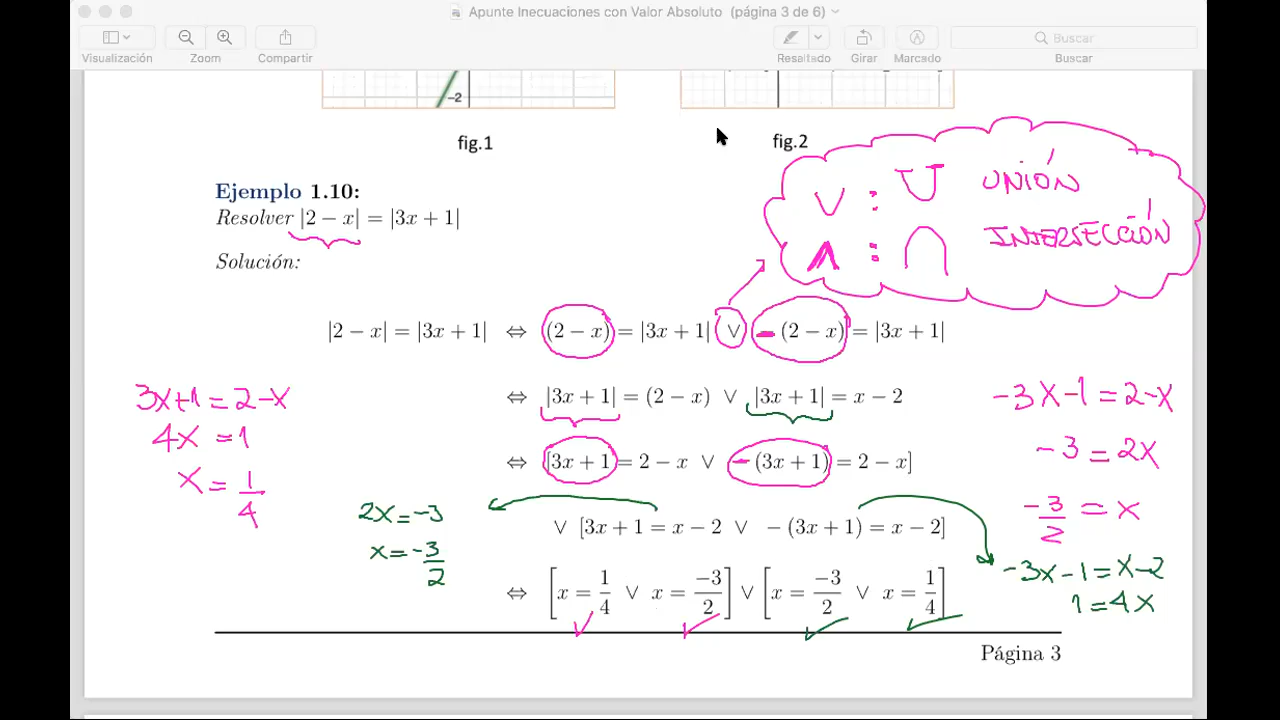 Apunte Inecuaciones con Valor Absoluto (página 3 de 6)
Visualización Zoom Compartir Resaltado Girar Marcado Buscar
Buscar
-2
fig.1 fig.2
Ejemplo 1.10:
Resolver |2 − x| = |3x + 1|
Solución:
∨ : ∪ UNIÓN
∧ : ∩ INTERSECCIÓN
|2 − x| = |3x + 1| ⇔ (2 − x) = |3x + 1| ∨ − (2 − x) = |3x + 1|
⇔ |3x + 1| = (2 − x) ∨ |3x + 1| = x − 2
⇔ [3x + 1 = 2 − x ∨ − (3x + 1) = 2 − x]
∨ [3x + 1 = x − 2 ∨ − (3x + 1) = x − 2]
⇔ [x = 1/4 ∨ x = −3/2] ∨ [x = −3/2 ∨ x = 1/4]
3x+1=2-x
4x=1
x=1/4
2x=-3
x=-3/2
-3x-1=2-x
-3=2x
-3/2=x
-3x-1=x-2
1=4x
Página 3